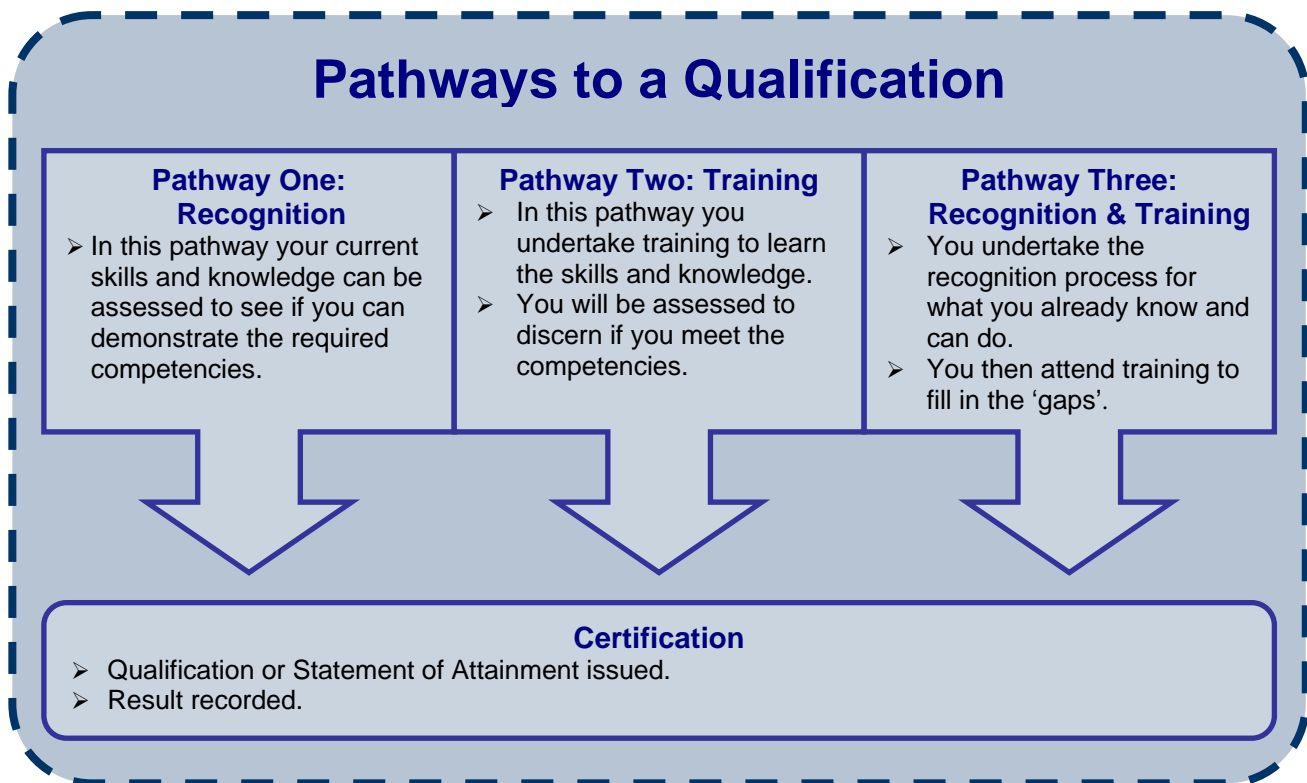 Pathways to a Qualification
Pathway One:
Recognition
➢ In this pathway your current
skills and knowledge can be
assessed to see if you can
demonstrate the required
competencies.
Pathway Two: Training
➢ In this pathway you
undertake training to learn
the skills and knowledge.
➢ You will be assessed to
discern if you meet the
competencies.
Pathway Three:
Recognition & Training
➢ You undertake the
recognition process for
what you already know and
can do.
➢ You then attend training to
fill in the ‘gaps’.
Certification
➢ Qualification or Statement of Attainment issued.
➢ Result recorded.